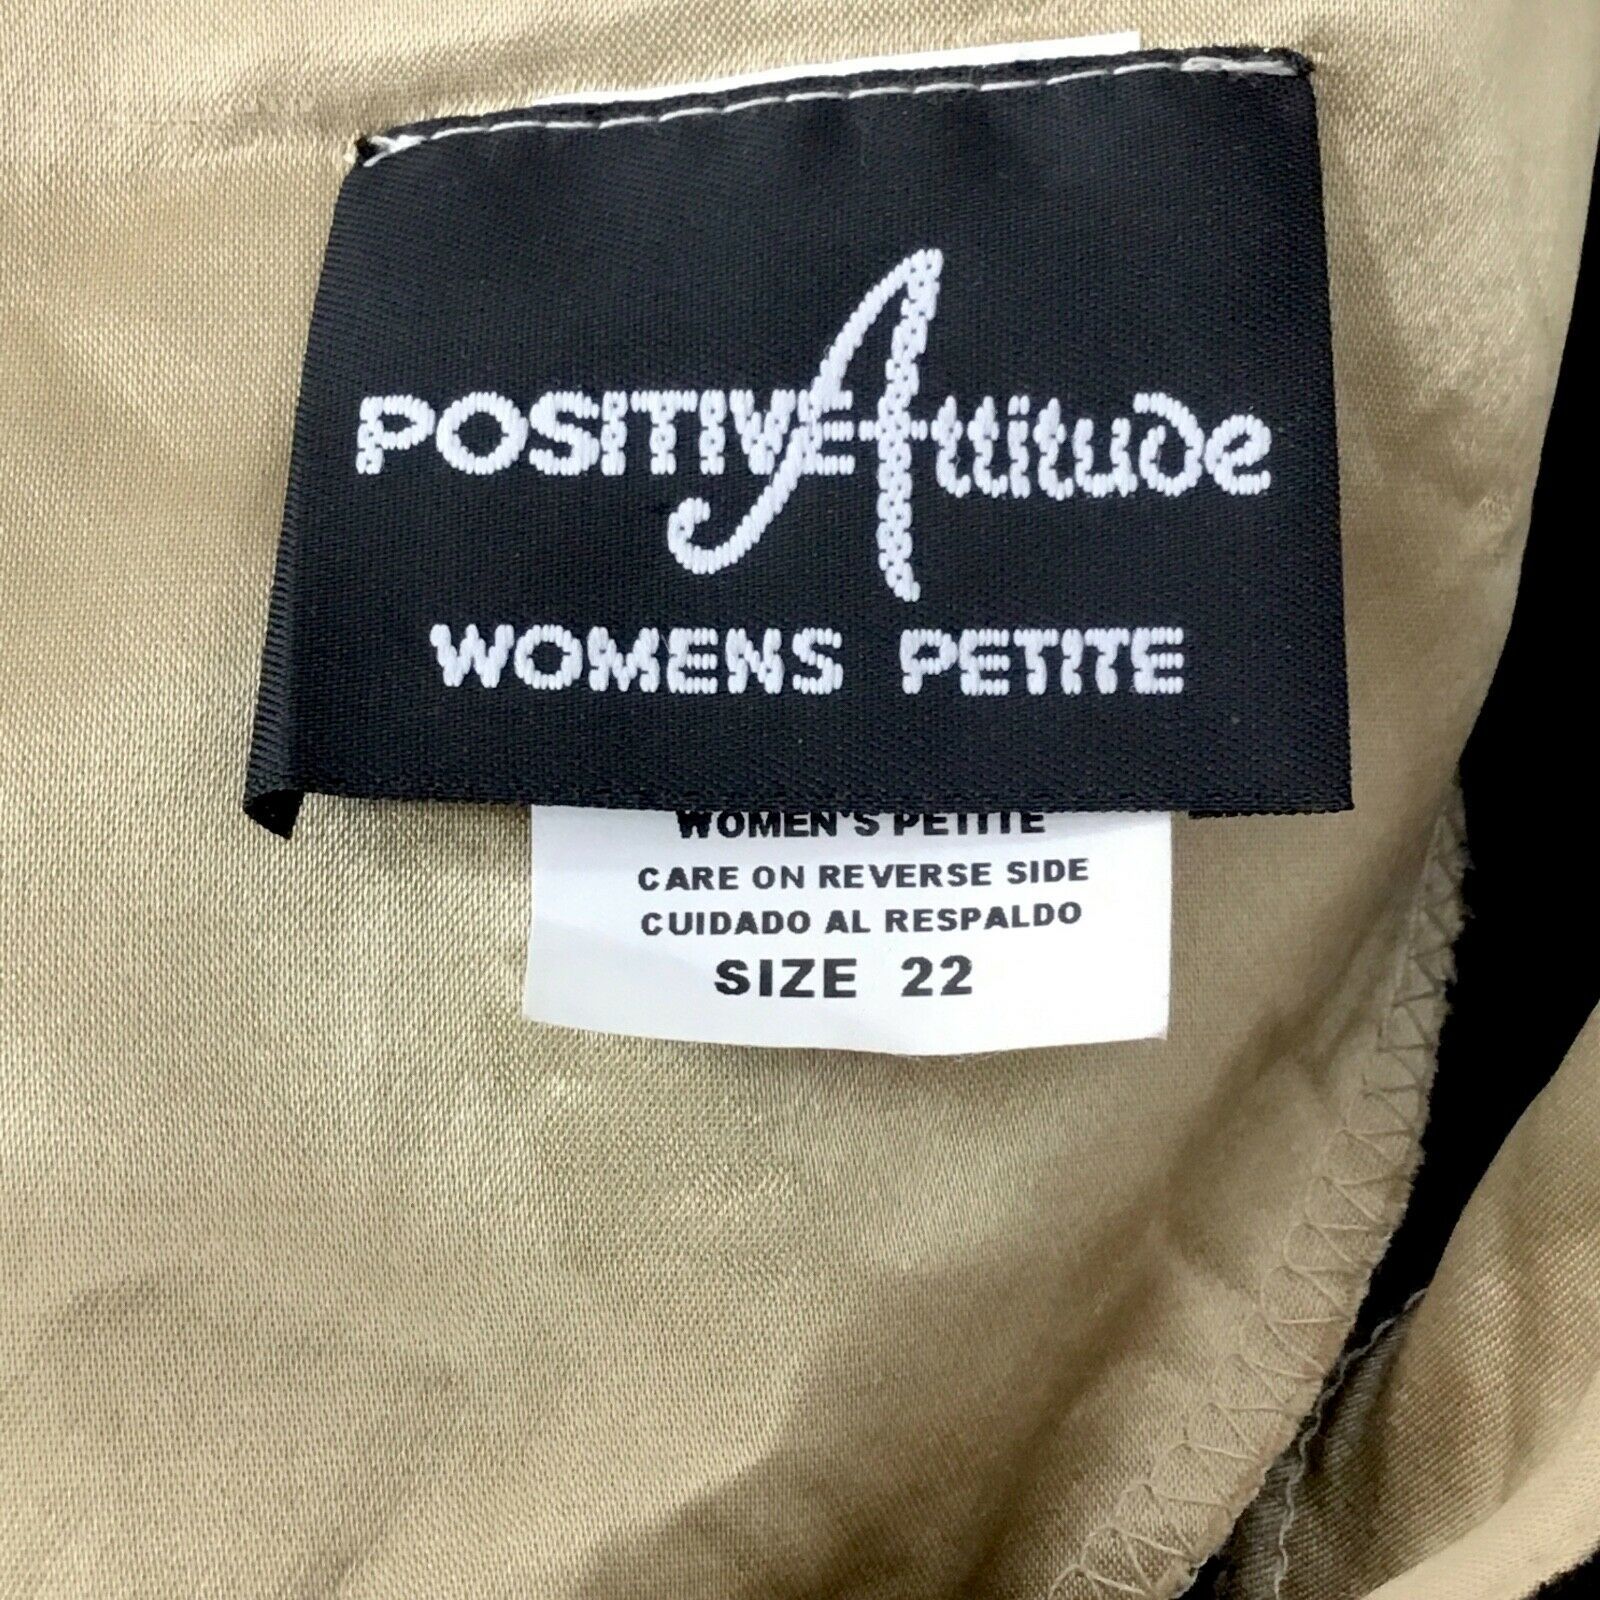 POSITIVE Attitude
WOMENS PETITE
WOMEN'S PETITE
CARE ON REVERSE SIDE
CUIDADO AL RESPALDO
SIZE 22